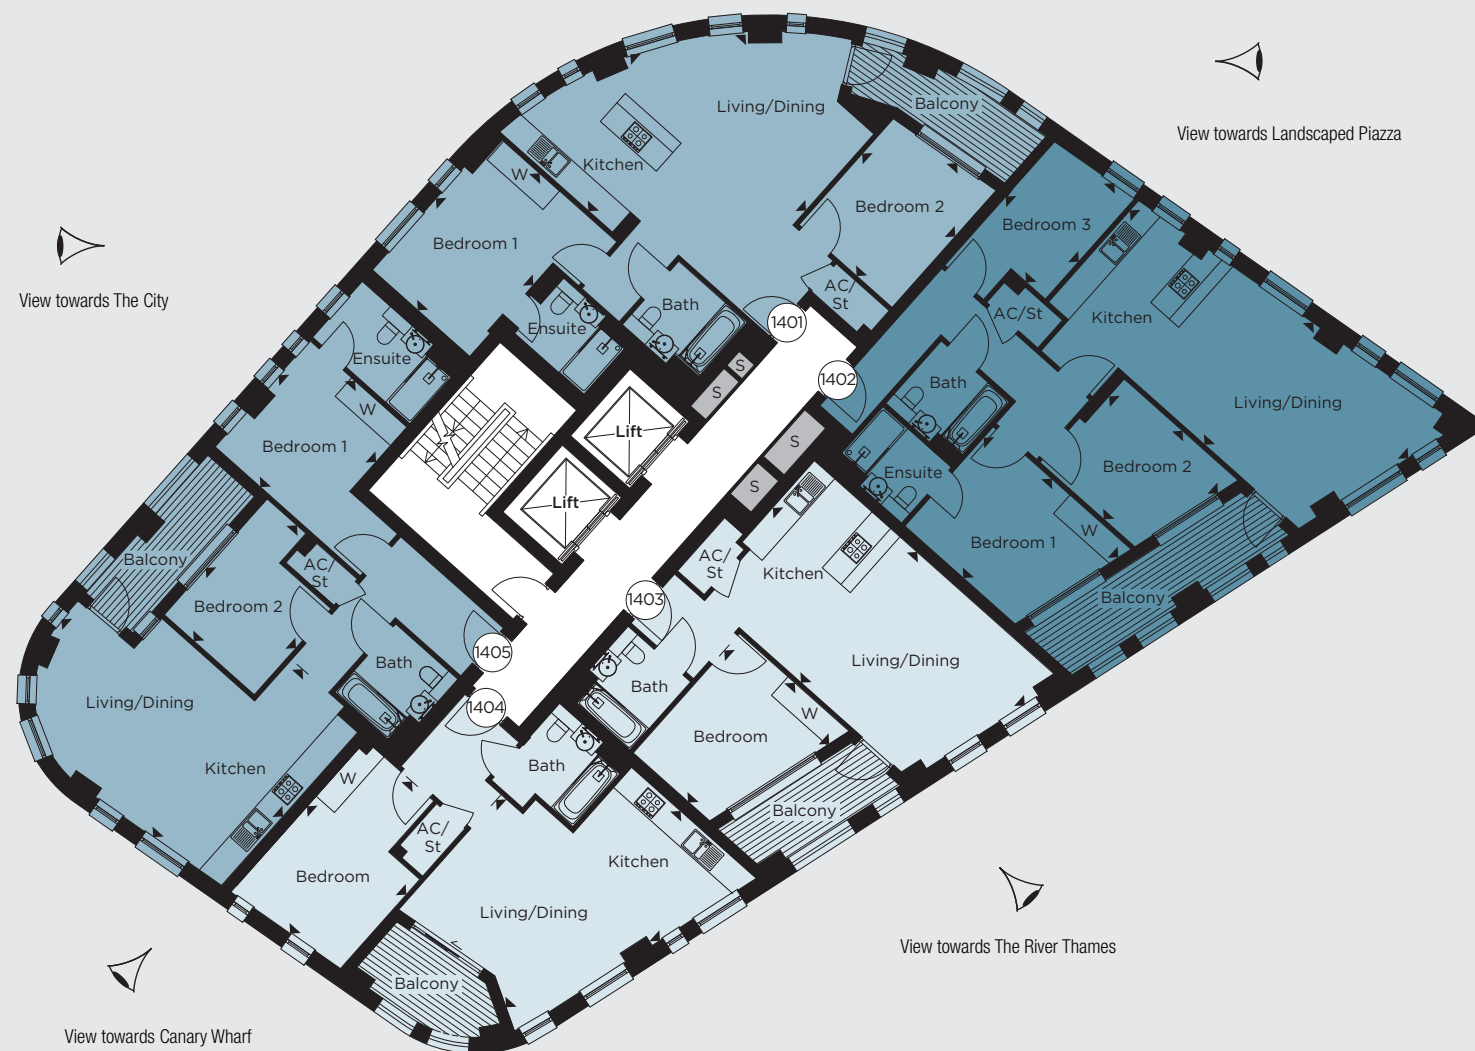 View towards Landscaped Piazza
View towards The City
View towards The River Thames
View towards Canary Wharf
Living/Dining
Balcony
Kitchen
W
Bedroom 1
Bedroom 2
AC/
St
Bath
Ensuite
1401
Bedroom 3
Kitchen
AC/St
Living/Dining
1402
Bath
Ensuite
Bedroom 2
Bedroom 1
W
Balcony
S
S
S
S
Lift
Lift
Ensuite
W
Bedroom 1
Balcony
AC/
St
Bedroom 2
Bath
1405
Living/Dining
Kitchen
AC/
St
Kitchen
1403
Living/Dining
Bath
W
Bedroom
Balcony
1404
Bath
W
AC/
St
Kitchen
Bedroom
Living/Dining
Balcony